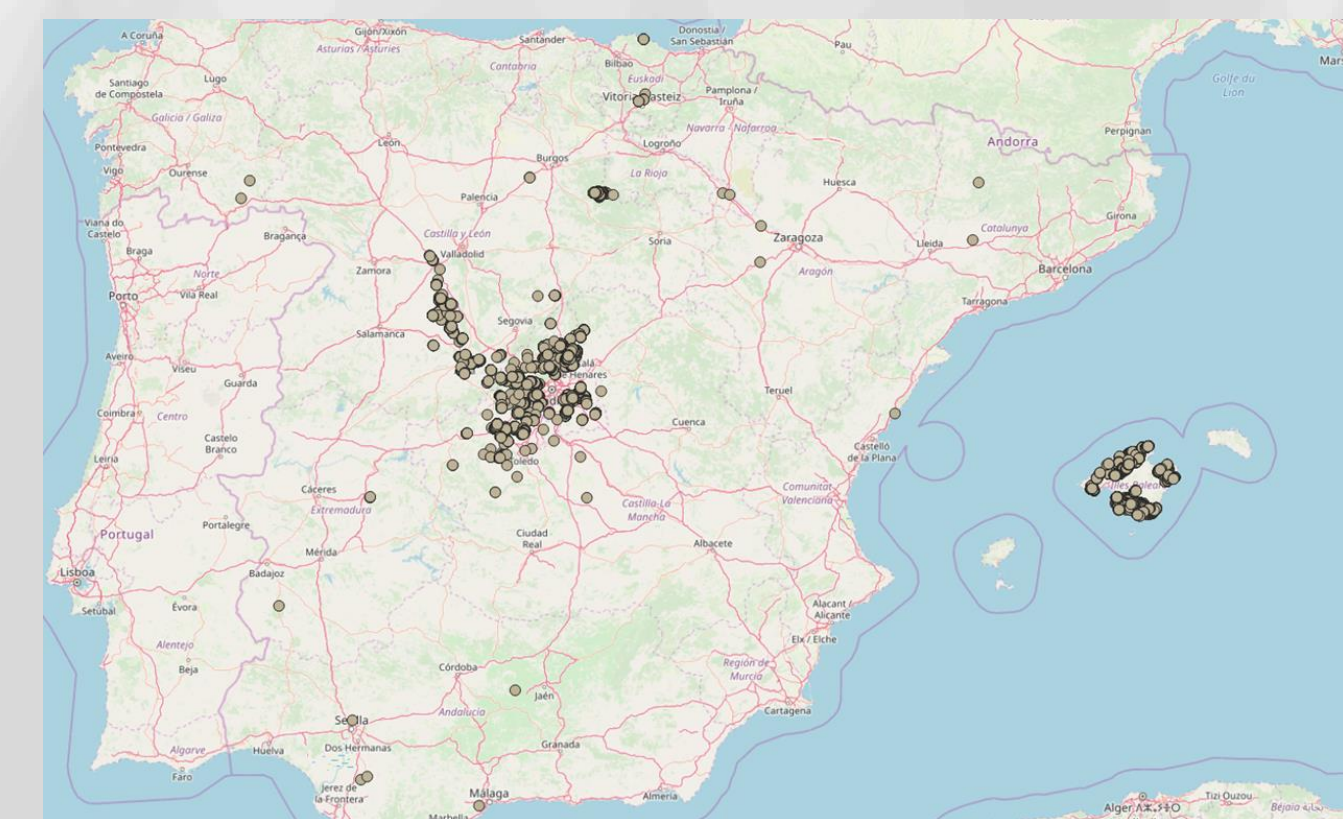 A Coruña
Gijón/Xixón
Asturias / Asturies
Santander
Donostia /
San Sebastián
Pau
Mars
Golfe du
Lion
Cantabria
Bilbao
Euskadi
Santiago
de Compostela
Lugo
Pamplona /
Iruña
Galicia / Galiza
León
Navarra - Nafarroa
Andorra
Perpignan
Pontevedra
Logroño
Burgos
Vigo
Ourense
La Rioja
Huesca
Palencia
Girona
Viana do
Castelo
Bragança
Castilla y León
Soria
Zaragoza
Lleida
Catalunya
Braga
Valladolid
Norte
Zamora
Aragón
Barcelona
Porto
Vila Real
Tarragona
Segovia
Salamanca
Aveiro
Viseu
de Henares
Guarda
Teruel
Coimbra
Centro
Cuenca
Castelo
Branco
Castelló
de la Plana
Leiria
Cáceres
Extremadura
Comunitat
Valenciana
Castilla-La
Mancha
Portalegre
Portugal
Ciudad
Real
Albacete
Mérida
Lisboa
Badajoz
Setúbal
Évora
Alacant /
Alicante
Elx / Elche
Alentejo
Beja
Córdoba
Región de
Murcia
Jaén
Andalucía
Cartagena
Algarve
Huelva
Dos Hermanas
Granada
Faro
Jerez de
la Frontera
Málaga
Almería
Marbella
Tizi Ouzou
Alger